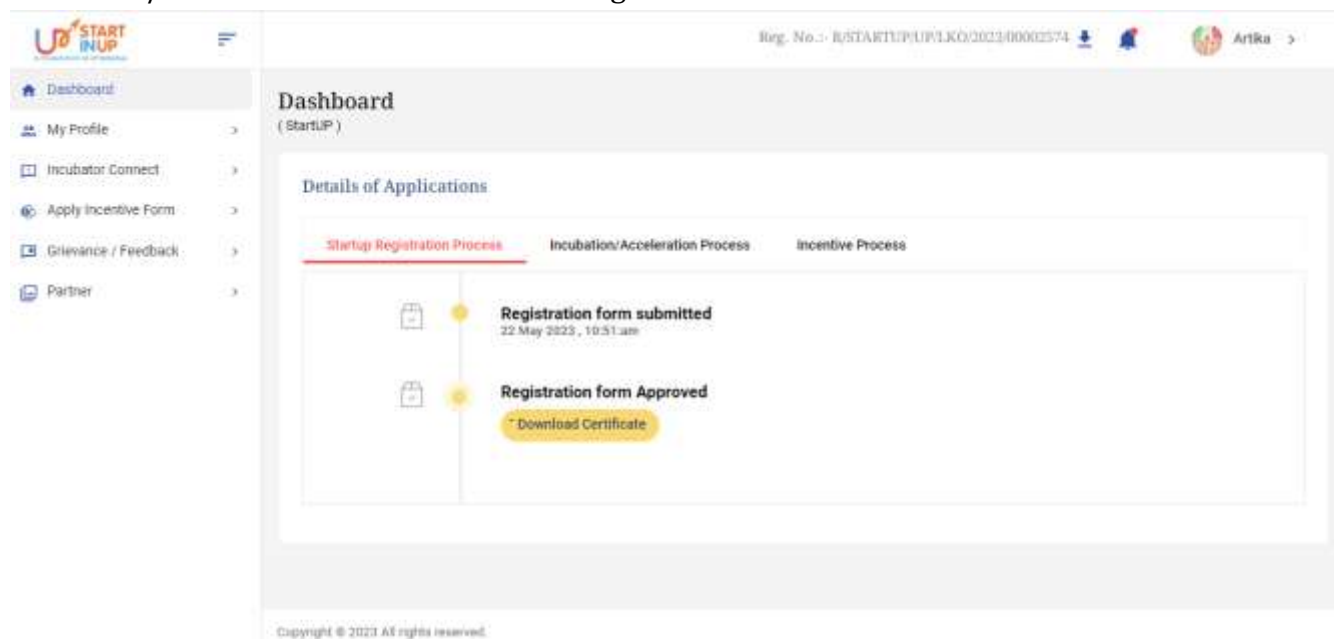 START
INUP
Reg. No.:- R/STARTUP/UP/LKO/2023/00002574
Artika
Dashboard
My Profile
Incubator Connect
Apply Incentive Form
Grievance / Feedback
Partner
Dashboard
( StartUP )
Details of Applications
Startup Registration Process Incubation/Acceleration Process Incentive Process
Registration form submitted
22 May 2023 , 10:51:am
Registration form Approved
Download Certificate
Copyright © 2023 All rights reserved.